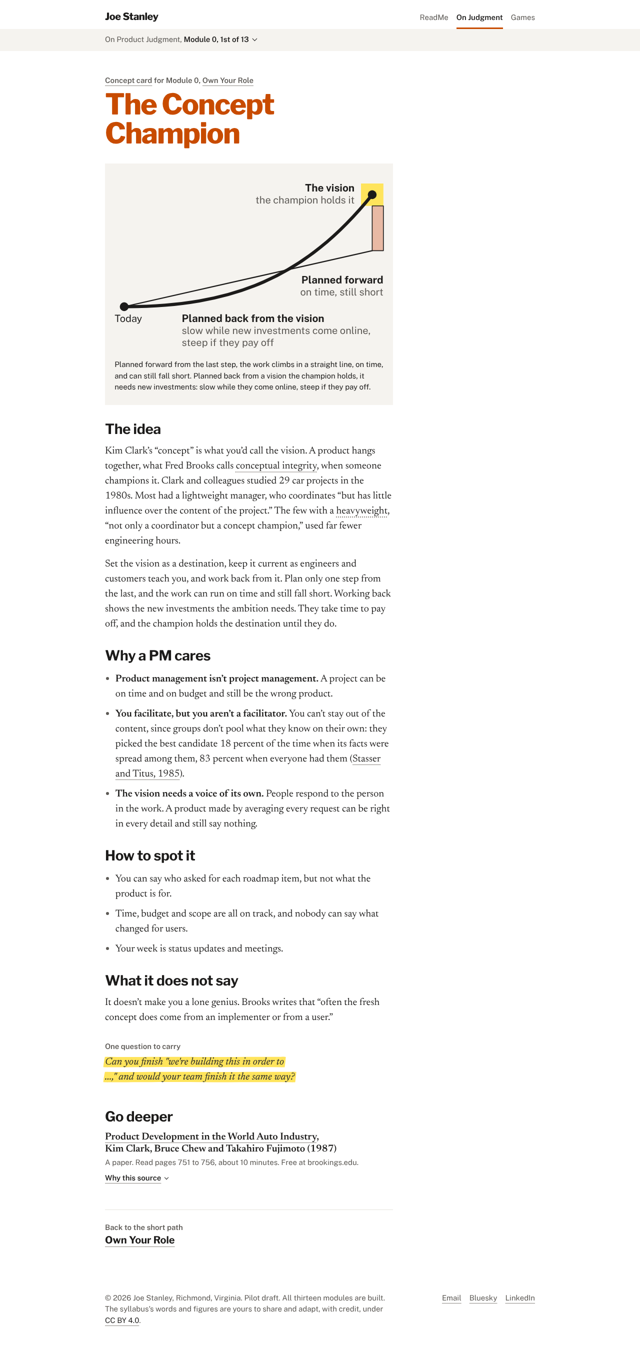 Joe Stanley
ReadMe On Judgment Games
On Product Judgment, Module 0, 1st of 13
Concept card for Module 0, Own Your Role
The Concept
Champion
The vision
the champion holds it
Planned forward
on time, still short
Today
Planned back from the vision
slow while new investments come online,
steep if they pay off
Planned forward from the last step, the work climbs in a straight line, on time,
and can still fall short. Planned back from a vision the champion holds, it
needs new investments: slow while they come online, steep if they pay off.
The idea
Kim Clark’s “concept” is what you’d call the vision. A product hangs
together, what Fred Brooks calls conceptual integrity, when someone
champions it. Clark and colleagues studied 29 car projects in the
1980s. Most had a lightweight manager, who coordinates “but has little
influence over the content of the project.” The few with a heavyweight,
“not only a coordinator but a concept champion,” used far fewer
engineering hours.
Set the vision as a destination, keep it current as engineers and
customers teach you, and work back from it. Plan only one step from
the last, and the work can run on time and still fall short. Working back
shows the new investments the ambition needs. They take time to pay
off, and the champion holds the destination until they do.
Why a PM cares
Product management isn’t project management. A project can be
on time and on budget and still be the wrong product.
You facilitate, but you aren’t a facilitator. You can’t stay out of the
content, since groups don’t pool what they know on their own: they
picked the best candidate 18 percent of the time when its facts were
spread among them, 83 percent when everyone had them (Stasser
and Titus, 1985).
The vision needs a voice of its own. People respond to the person
in the work. A product made by averaging every request can be right
in every detail and still say nothing.
How to spot it
You can say who asked for each roadmap item, but not what the
product is for.
Time, budget and scope are all on track, and nobody can say what
changed for users.
Your week is status updates and meetings.
What it does not say
It doesn’t make you a lone genius. Brooks writes that “often the fresh
concept does come from an implementer or from a user.”
One question to carry
Can you finish "we're building this in order to
...," and would your team finish it the same way?
Go deeper
Product Development in the World Auto Industry,
Kim Clark, Bruce Chew and Takahiro Fujimoto (1987)
A paper. Read pages 751 to 756, about 10 minutes. Free at brookings.edu.
Why this source
Back to the short path
Own Your Role
© 2026 Joe Stanley, Richmond, Virginia. Pilot draft. All thirteen modules are built.
The syllabus’s words and figures are yours to share and adapt, with credit, under
CC BY 4.0.
Email Bluesky LinkedIn